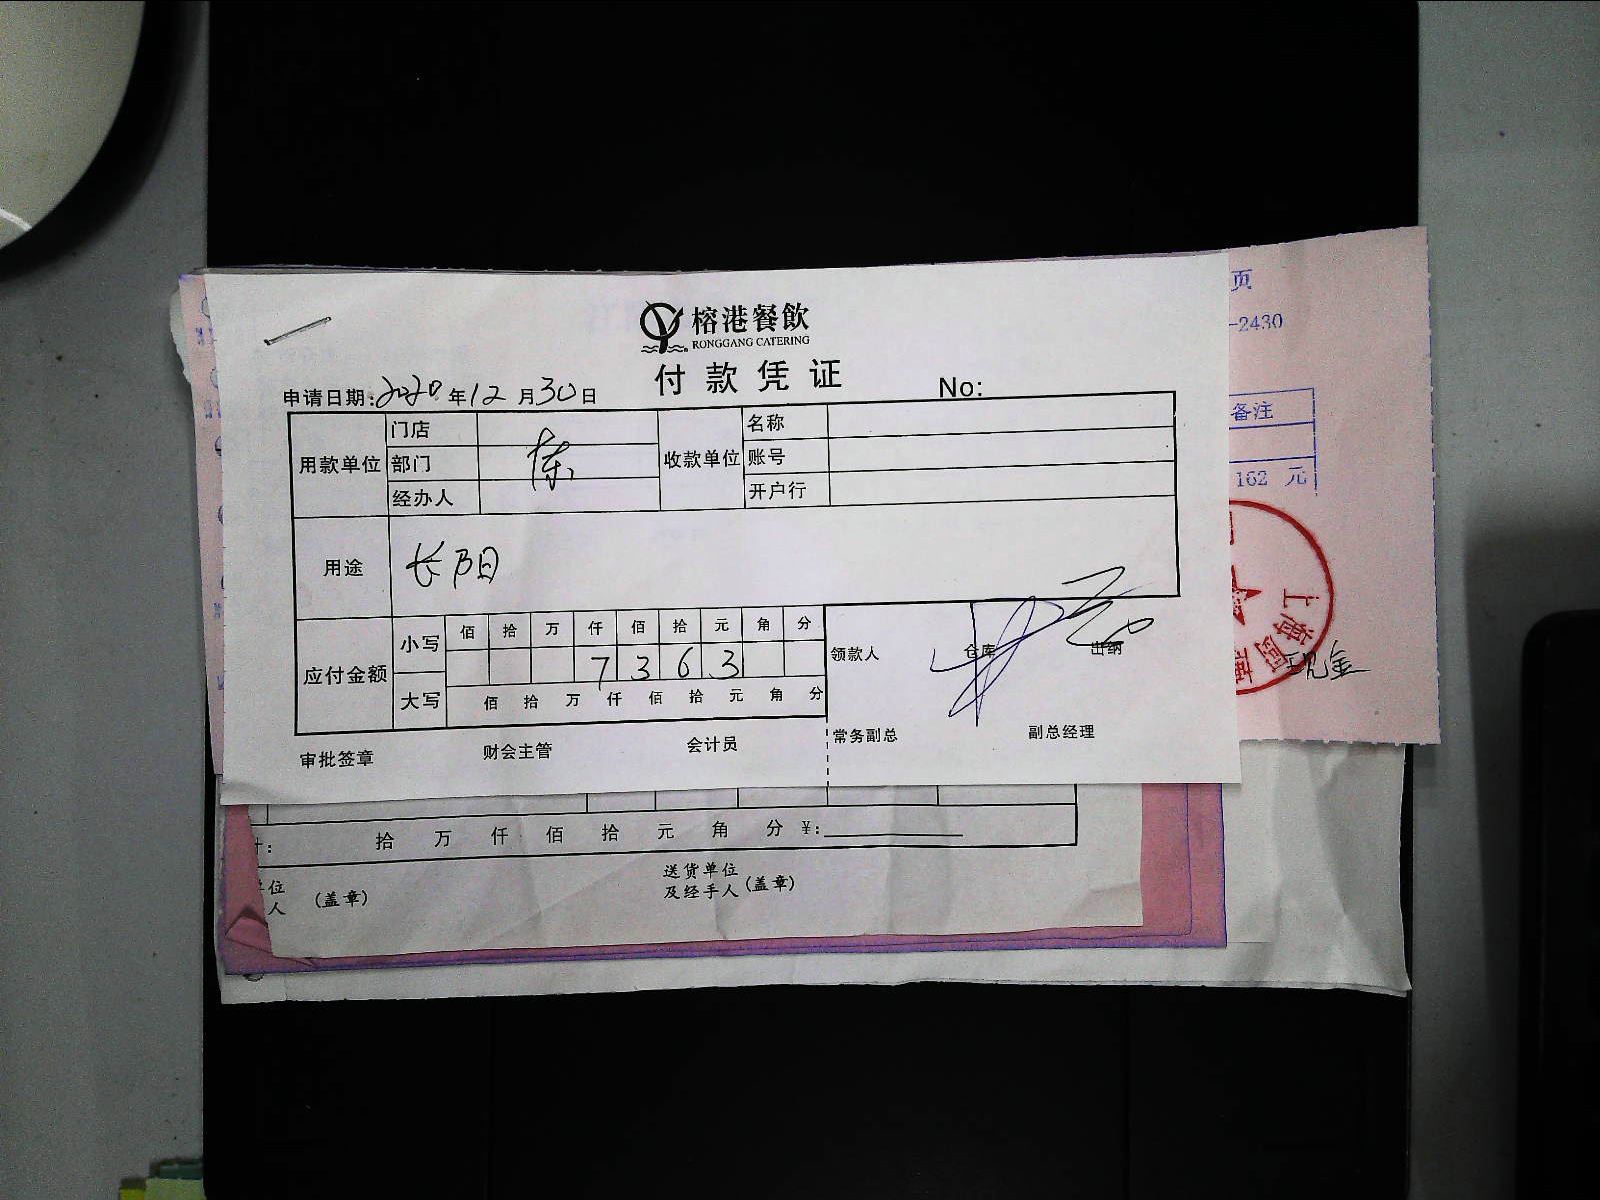 榕港餐飲
RONGGANG CATERING
付款凭证
申请日期:2020年12月30日 No:
用款单位 门店 部门 经办人 陈 收款单位 名称 账号 开户行
用途 长阳
应付金额 小写 佰 拾 万 仟 佰 拾 元 角 分
7 3 6 3
大写 佰 拾 万 仟 佰 拾 元 角 分
领款人 仓库 出纳
审批签章 财会主管 会计员 常务副总 副总经理
页
-2430
备注
162 元
上海
现金
计: 拾 万 仟 佰 拾 元 角 分 ¥:
单位
人 (盖章)
送货单位
及经手人 (盖章)